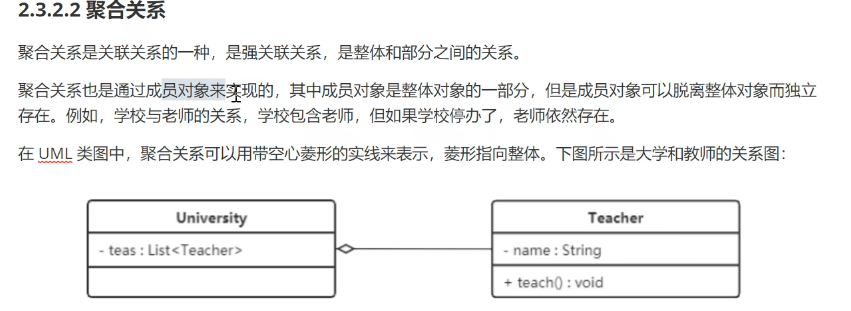 2.3.2.2 聚合关系
聚合关系是关联关系的一种，是强关联关系，是整体和部分之间的关系。
聚合关系也是通过成员对象来实现的，其中成员对象是整体对象的一部分，但是成员对象可以脱离整体对象而独立
存在。例如，学校与老师的关系，学校包含老师，但如果学校停办了，老师依然存在。
在 UML 类图中，聚合关系可以用带空心菱形的实线来表示，菱形指向整体。下图所示是大学和教师的关系图：
University
- teas : List<Teacher>
Teacher
- name : String
+ teach() : void